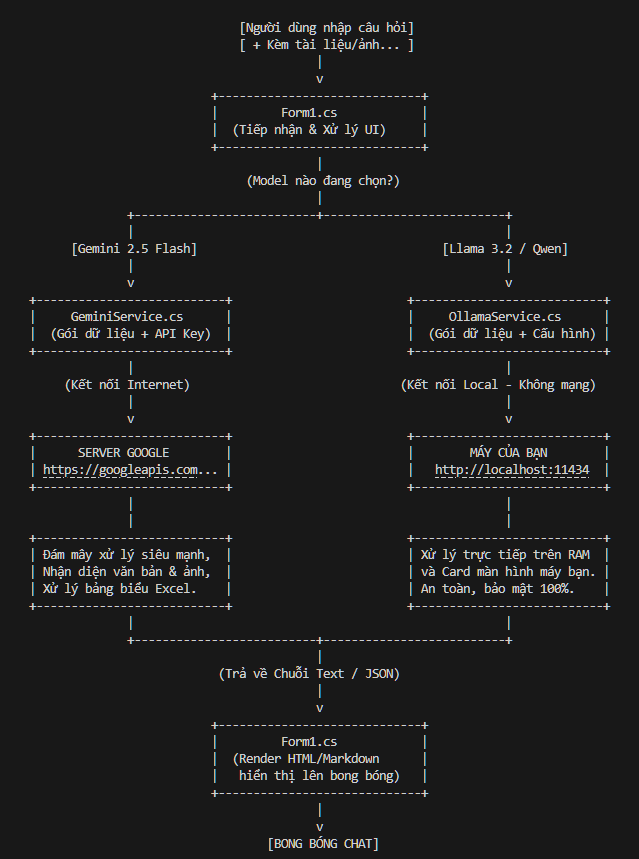 [Người dùng nhập câu hỏi]
[ + Kèm tài liệu/ảnh... ]
Form1.cs
(Tiếp nhận & Xử lý UI)
(Model nào đang chọn?)
[Gemini 2.5 Flash]
[Llama 3.2 / Qwen]
GeminiService.cs
(Gói dữ liệu + API Key)
OllamaService.cs
(Gói dữ liệu + Cấu hình)
(Kết nối Internet)
(Kết nối Local - Không mạng)
SERVER GOOGLE
https://googleapis.com...
MÁY CỦA BẠN
http://localhost:11434
Đám mây xử lý siêu mạnh,
Nhận diện văn bản & ảnh,
Xử lý bảng biểu Excel.
Xử lý trực tiếp trên RAM
và Card màn hình máy bạn.
An toàn, bảo mật 100%.
(Trả về Chuỗi Text / JSON)
Form1.cs
(Render HTML/Markdown
hiển thị lên bong bóng)
[BONG BÓNG CHAT]